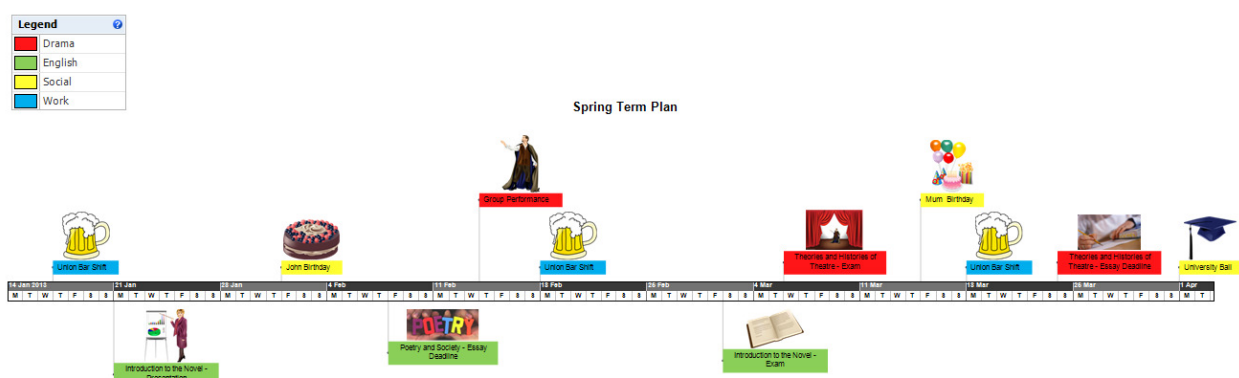 Legend
Drama
English
Social
Work
Spring Term Plan
Group Performance
Mum Birthday
Union Bar Shift
John Birthday
Union Bar Shift
Theories and Histories of
Theatre - Exam
Union Bar Shift
Theories and Histories of
Theatre - Essay Deadline
University Ball
14 Jan 2013 21 Jan 28 Jan 4 Feb 11 Feb 18 Feb 25 Feb 4 Mar 11 Mar 18 Mar 25 Mar 1 Apr
M T W T F S S M T W T F S S M T W T F S S M T W T F S S M T W T F S S M T W T F S S M T W T F S S M T W T F S S M T W T F S S M T W T F S S M T W T F S S M T
POETRY
Introduction to the Novel -
Presentation
Poetry and Society - Essay
Deadline
Introduction to the Novel -
Exam